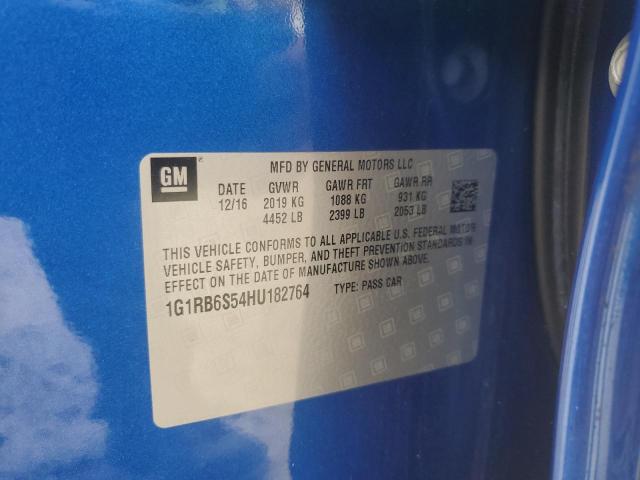 GM
MFD BY GENERAL MOTORS LLC
DATE GVWR GAWR FRT GAWR RR
12/16 2019 KG 1088 KG 931 KG
4452 LB 2399 LB 2053 LB
THIS VEHICLE CONFORMS TO ALL APPLICABLE U.S. FEDERAL MOTOR
VEHICLE SAFETY, BUMPER, AND THEFT PREVENTION STANDARDS IN
EFFECT ON THE DATE OF MANUFACTURE SHOWN ABOVE.
1G1RB6S54HU182764 TYPE: PASS CAR